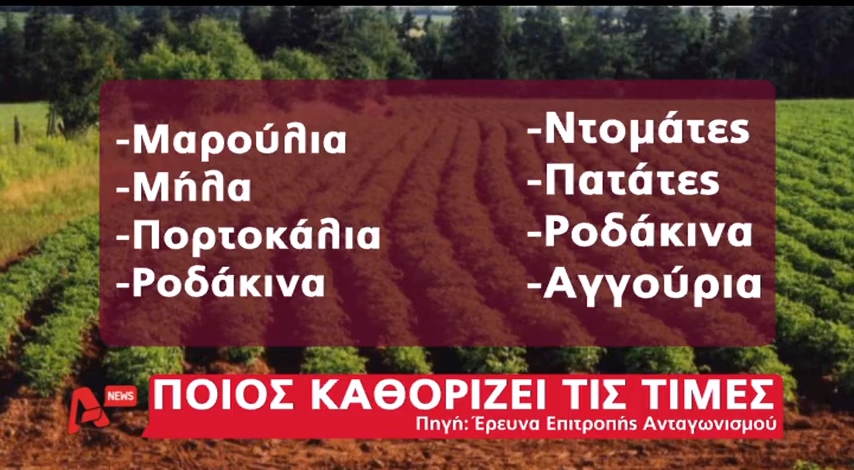 -Μαρούλια
-Μήλα
-Πορτοκάλια
-Ροδάκινα
-Ντομάτες
-Πατάτες
-Ροδάκινα
-Αγγούρια
NEWS
ΠΟΙΟΣ ΚΑΘΟΡΙΖΕΙ ΤΙΣ ΤΙΜΕΣ
Πηγή: Έρευνα Επιτροπής Ανταγωνισμού